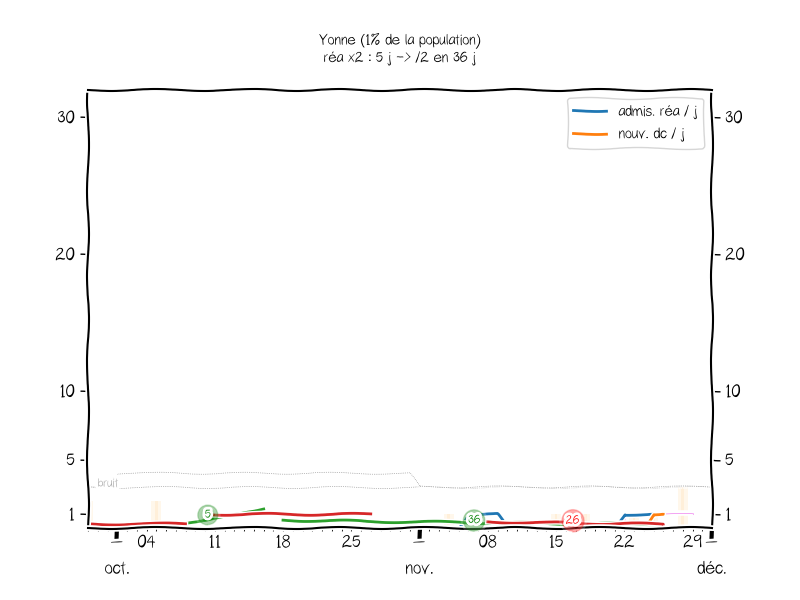 Yonne (1% de la population)
réa x2 : 5 j -> /2 en 36 j
admis. réa / j
nouv. dc / j
30
30
20
20
10
10
5
5
bruit
1
5
36
26
1
04
11
18
25
08
15
22
29
oct.
nov.
déc.